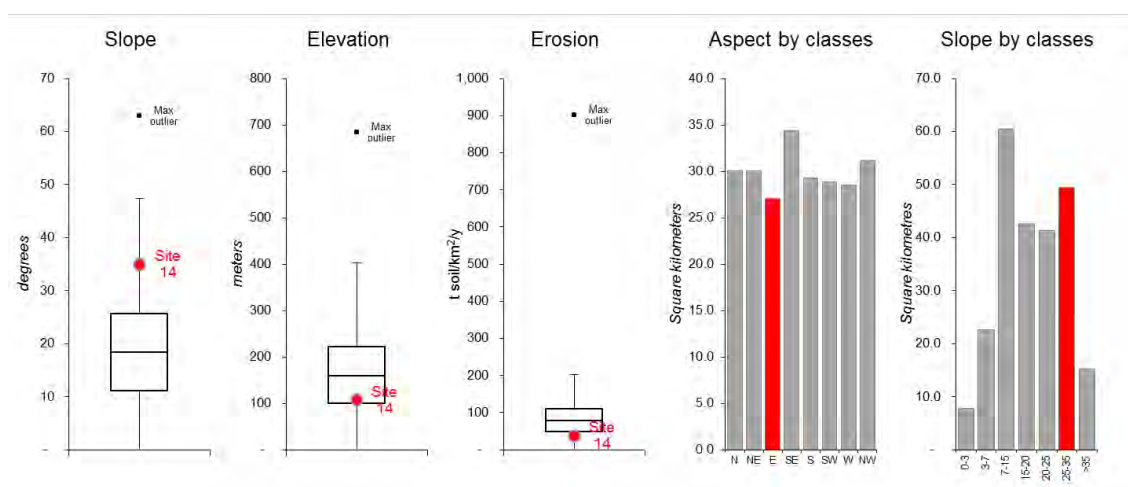 Slope
Elevation
Erosion
Aspect by classes
Slope by classes
degrees
70
60
50
40
30
20
10
-
Max
outlier
Site
14
meters
800
700
600
500
400
300
200
100
-
Max
outlier
Site
14
t soil/km²/y
1,000
900
800
700
600
500
400
300
200
100
-
Max
outlier
Site
14
Square kilometers
40.0
35.0
30.0
25.0
20.0
15.0
10.0
5.0
0.0
N NE E SE S SW W NW
Square kilometres
70.0
60.0
50.0
40.0
30.0
20.0
10.0
-
0-3
3-7
7-15
15-20
20-25
25-35
>35